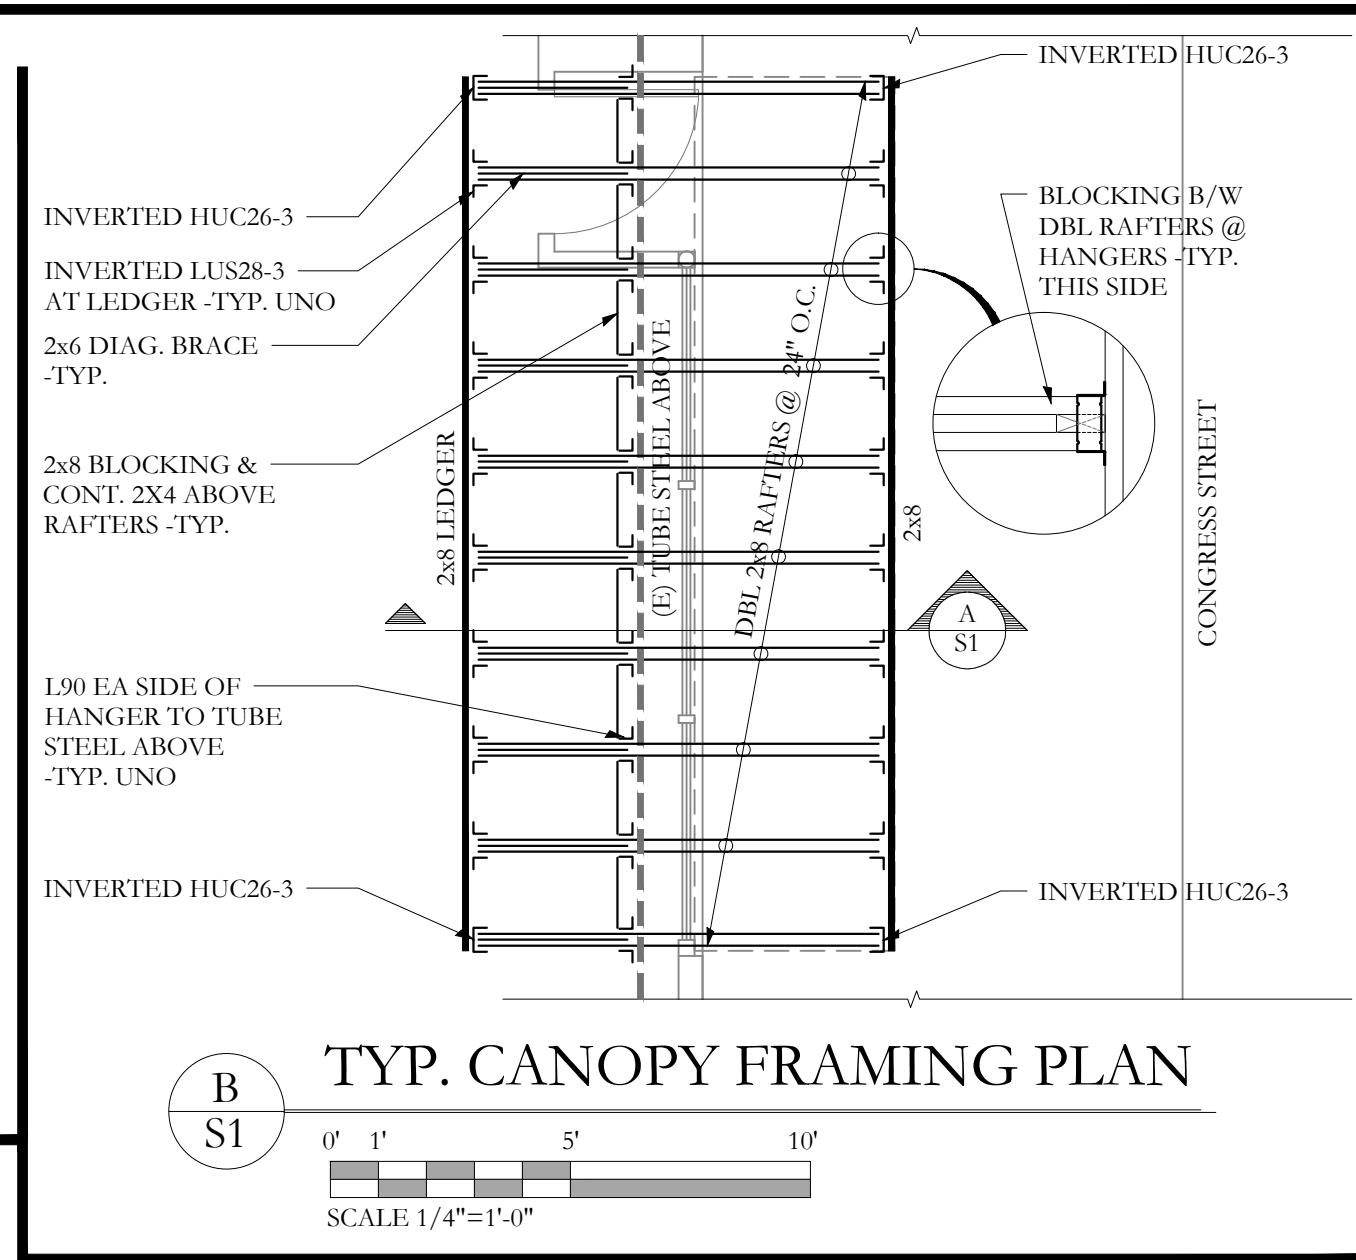 INVERTED HUC26-3
INVERTED HUC26-3
INVERTED LUS28-3
AT LEDGER -TYP. UNO
2x6 DIAG. BRACE
-TYP.
2x8 BLOCKING &
CONT. 2X4 ABOVE
RAFTERS -TYP.
L90 EA SIDE OF
HANGER TO TUBE
STEEL ABOVE
-TYP. UNO
INVERTED HUC26-3
2x8 LEDGER
(E) TUBE STEEL ABOVE
DBL 2x8 RAFTERS @ 24" O.C.
2x8
BLOCKING B/W
DBL RAFTERS @
HANGERS -TYP.
THIS SIDE
CONGRESS STREET
A
S1
INVERTED HUC26-3
B
S1
TYP. CANOPY FRAMING PLAN
0' 1' 5' 10'
SCALE 1/4"=1'-0"